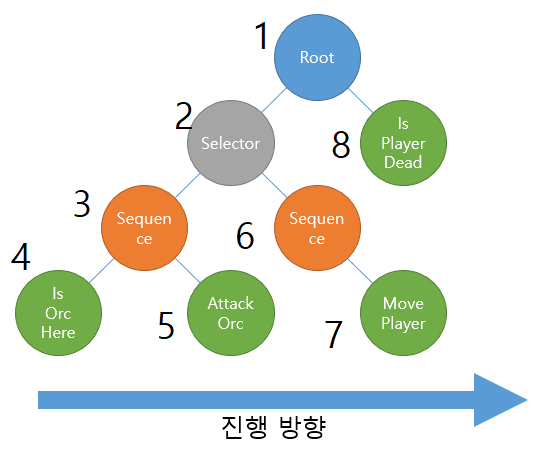 1
Root
2
Selector
8
Is
Player
Dead
3
Sequen
ce
6
Sequen
ce
4
Is
Orc
Here
5
Attack
Orc
7
Move
Player
진행 방향